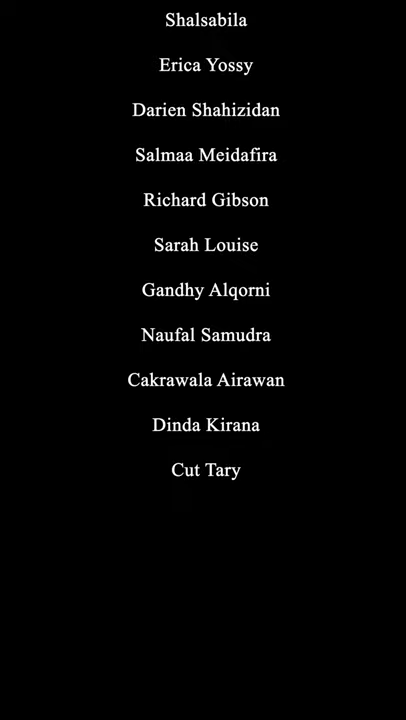 Shalsabila
Erica Yossy
Darien Shahizidan
Salmaa Meidafira
Richard Gibson
Sarah Louise
Gandhy Alqorni
Naufal Samudra
Cakrawala Airawan
Dinda Kirana
Cut Tary